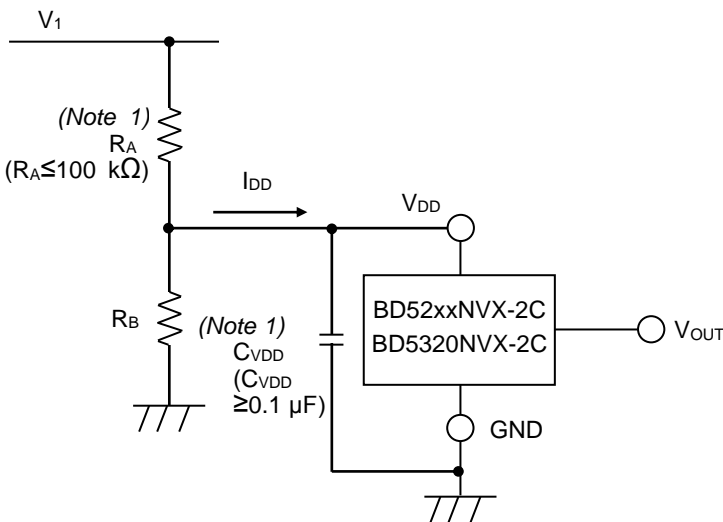 V1
(Note 1)
RA
(RA≤100 kΩ)
IDD
VDD
RB
(Note 1)
CVDD
(CVDD
≥0.1 µF)
BD52xxNVX-2C
BD5320NVX-2C
VOUT
GND